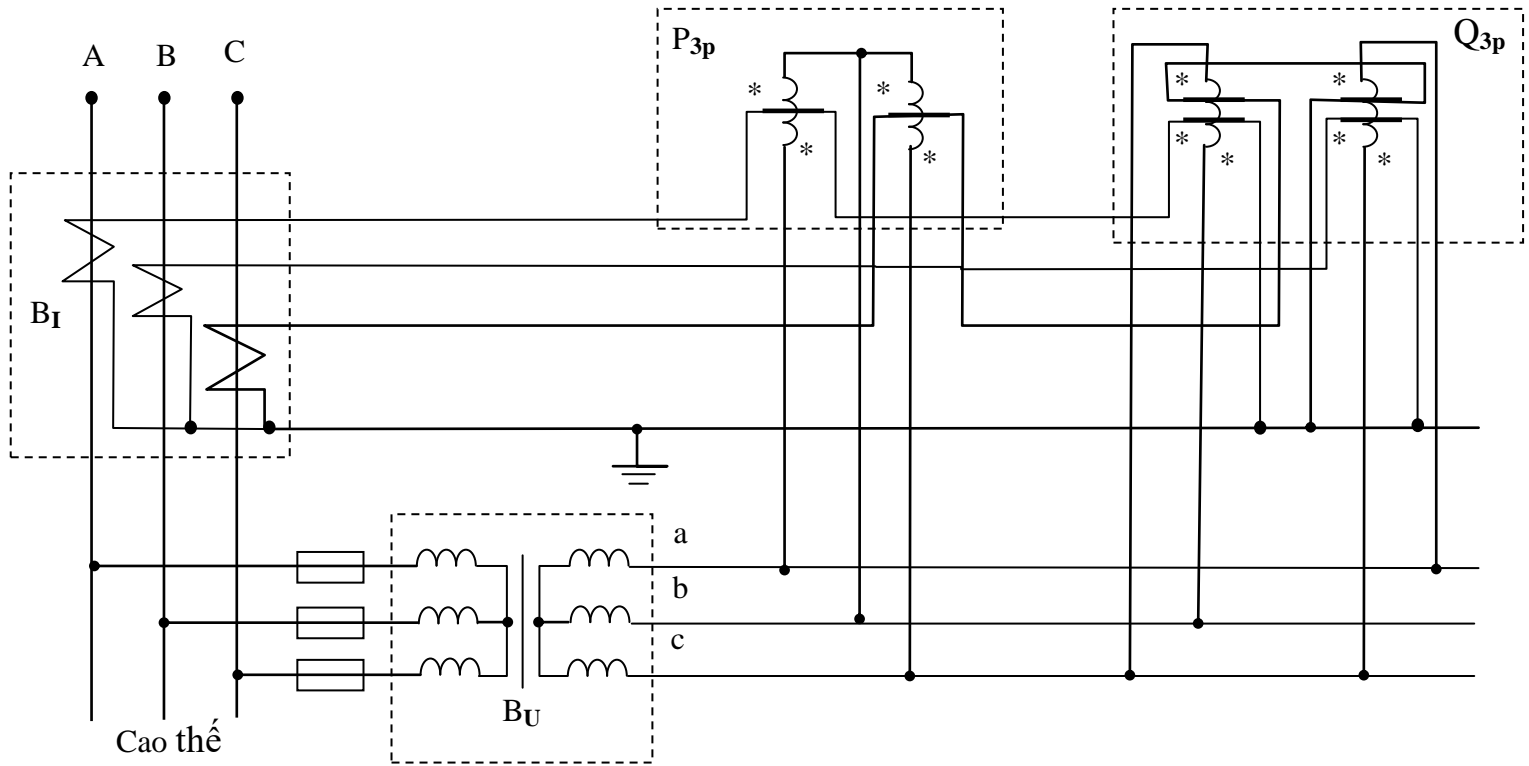 A B C
P3p
Q3p
* *
* *
* *
* * * *
BI
a
b
c
BU
Cao thế